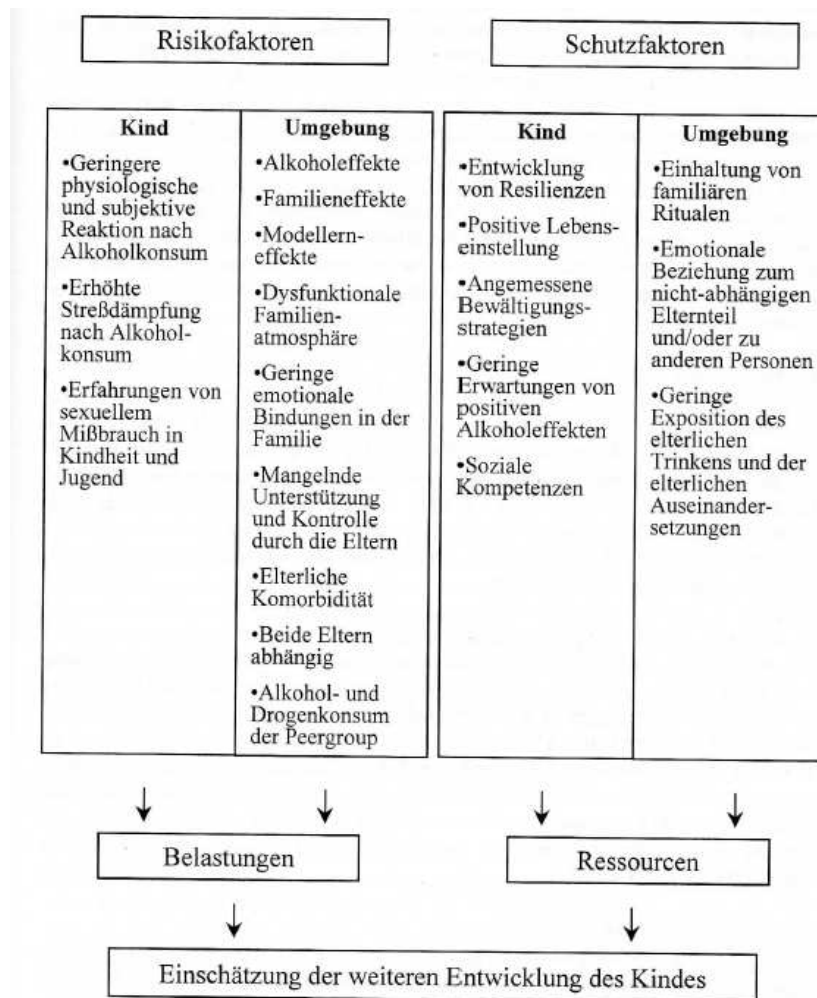 Risikofaktoren
Schutzfaktoren
Kind
•Geringere
physiologische
und subjektive
Reaktion nach
Alkoholkonsum
•Erhöhte
Streßdämpfung
nach Alkohol-
konsum
•Erfahrungen von
sexuellem
Mißbrauch in
Kindheit und
Jugend
Umgebung
•Alkoholeffekte
•Familieneffekte
•Modellern-
effekte
•Dysfunktionale
Familien-
atmosphäre
•Geringe
emotionale
Bindungen in der
Familie
•Mangelnde
Unterstützung
und Kontrolle
durch die Eltern
•Elterliche
Komorbidität
•Beide Eltern
abhängig
•Alkohol- und
Drogenkonsum
der Peergroup
Kind
•Entwicklung
von Resilienzen
•Positive Lebens-
einstellung
•Angemessene
Bewältigungs-
strategien
•Geringe
Erwartungen von
positiven
Alkoholeffekten
•Soziale
Kompetenzen
Umgebung
•Einhaltung von
familiären
Ritualen
•Emotionale
Beziehung zum
nicht-abhängigen
Elternteil
und/oder zu
anderen Personen
•Geringe
Exposition des
elterlichen
Trinkens und der
elterlichen
Auseinander-
setzungen
Belastungen
Ressourcen
Einschätzung der weiteren Entwicklung des Kindes